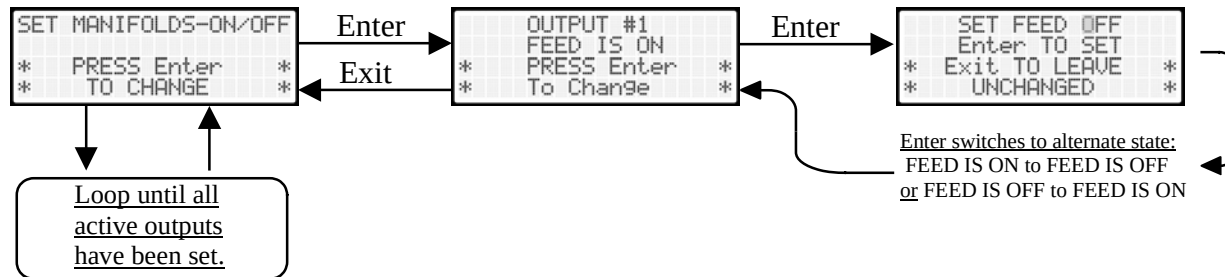 SET MANIFOLDS-ON/OFF
* PRESS Enter *
* TO CHANGE *
Enter
Exit
OUTPUT #1
FEED IS ON
* PRESS Enter *
* To Change *
Enter
SET FEED OFF
Enter TO SET
* Exit TO LEAVE *
* UNCHANGED *
Enter switches to alternate state:
FEED IS ON to FEED IS OFF
or FEED IS OFF to FEED IS ON
Loop until all
active outputs
have been set.